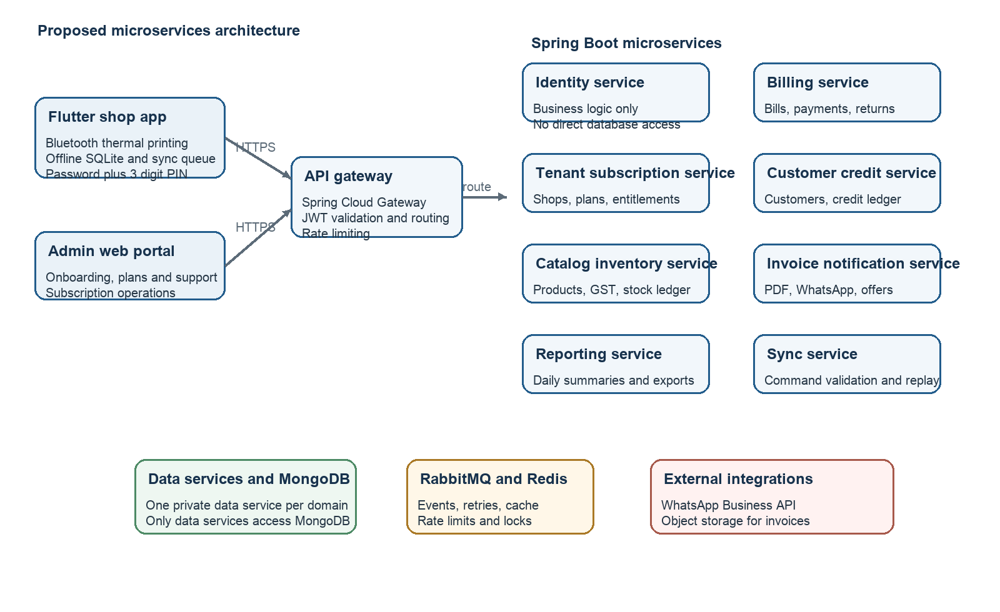 Proposed microservices architecture
Flutter shop app
Bluetooth thermal printing
Offline SQLite and sync queue
Password plus 3 digit PIN
HTTPS
Admin web portal
Onboarding, plans and support
Subscription operations
HTTPS
API gateway
Spring Cloud Gateway
JWT validation and routing
Rate limiting
route
Spring Boot microservices
Identity service
Business logic only
No direct database access
Billing service
Bills, payments, returns
Tenant subscription service
Shops, plans, entitlements
Customer credit service
Customers, credit ledger
Catalog inventory service
Products, GST, stock ledger
Invoice notification service
PDF, WhatsApp, offers
Reporting service
Daily summaries and exports
Sync service
Command validation and replay
Data services and MongoDB
One private data service per domain
Only data services access MongoDB
RabbitMQ and Redis
Events, retries, cache
Rate limits and locks
External integrations
WhatsApp Business API
Object storage for invoices